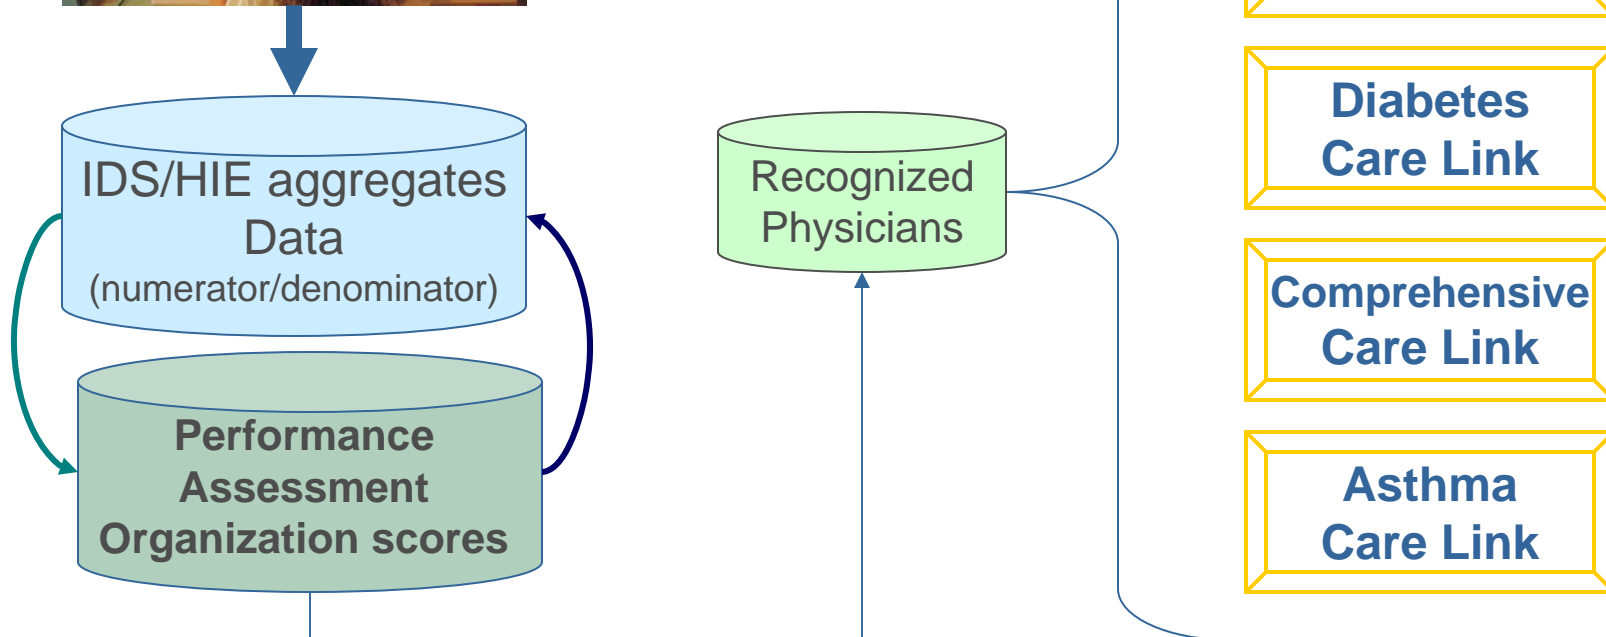 IDS/HIE aggregates
Data
(numerator/denominator)
Performance
Assessment
Organization scores
Recognized
Physicians
Diabetes
Care Link
Comprehensive
Care Link
Asthma
Care Link